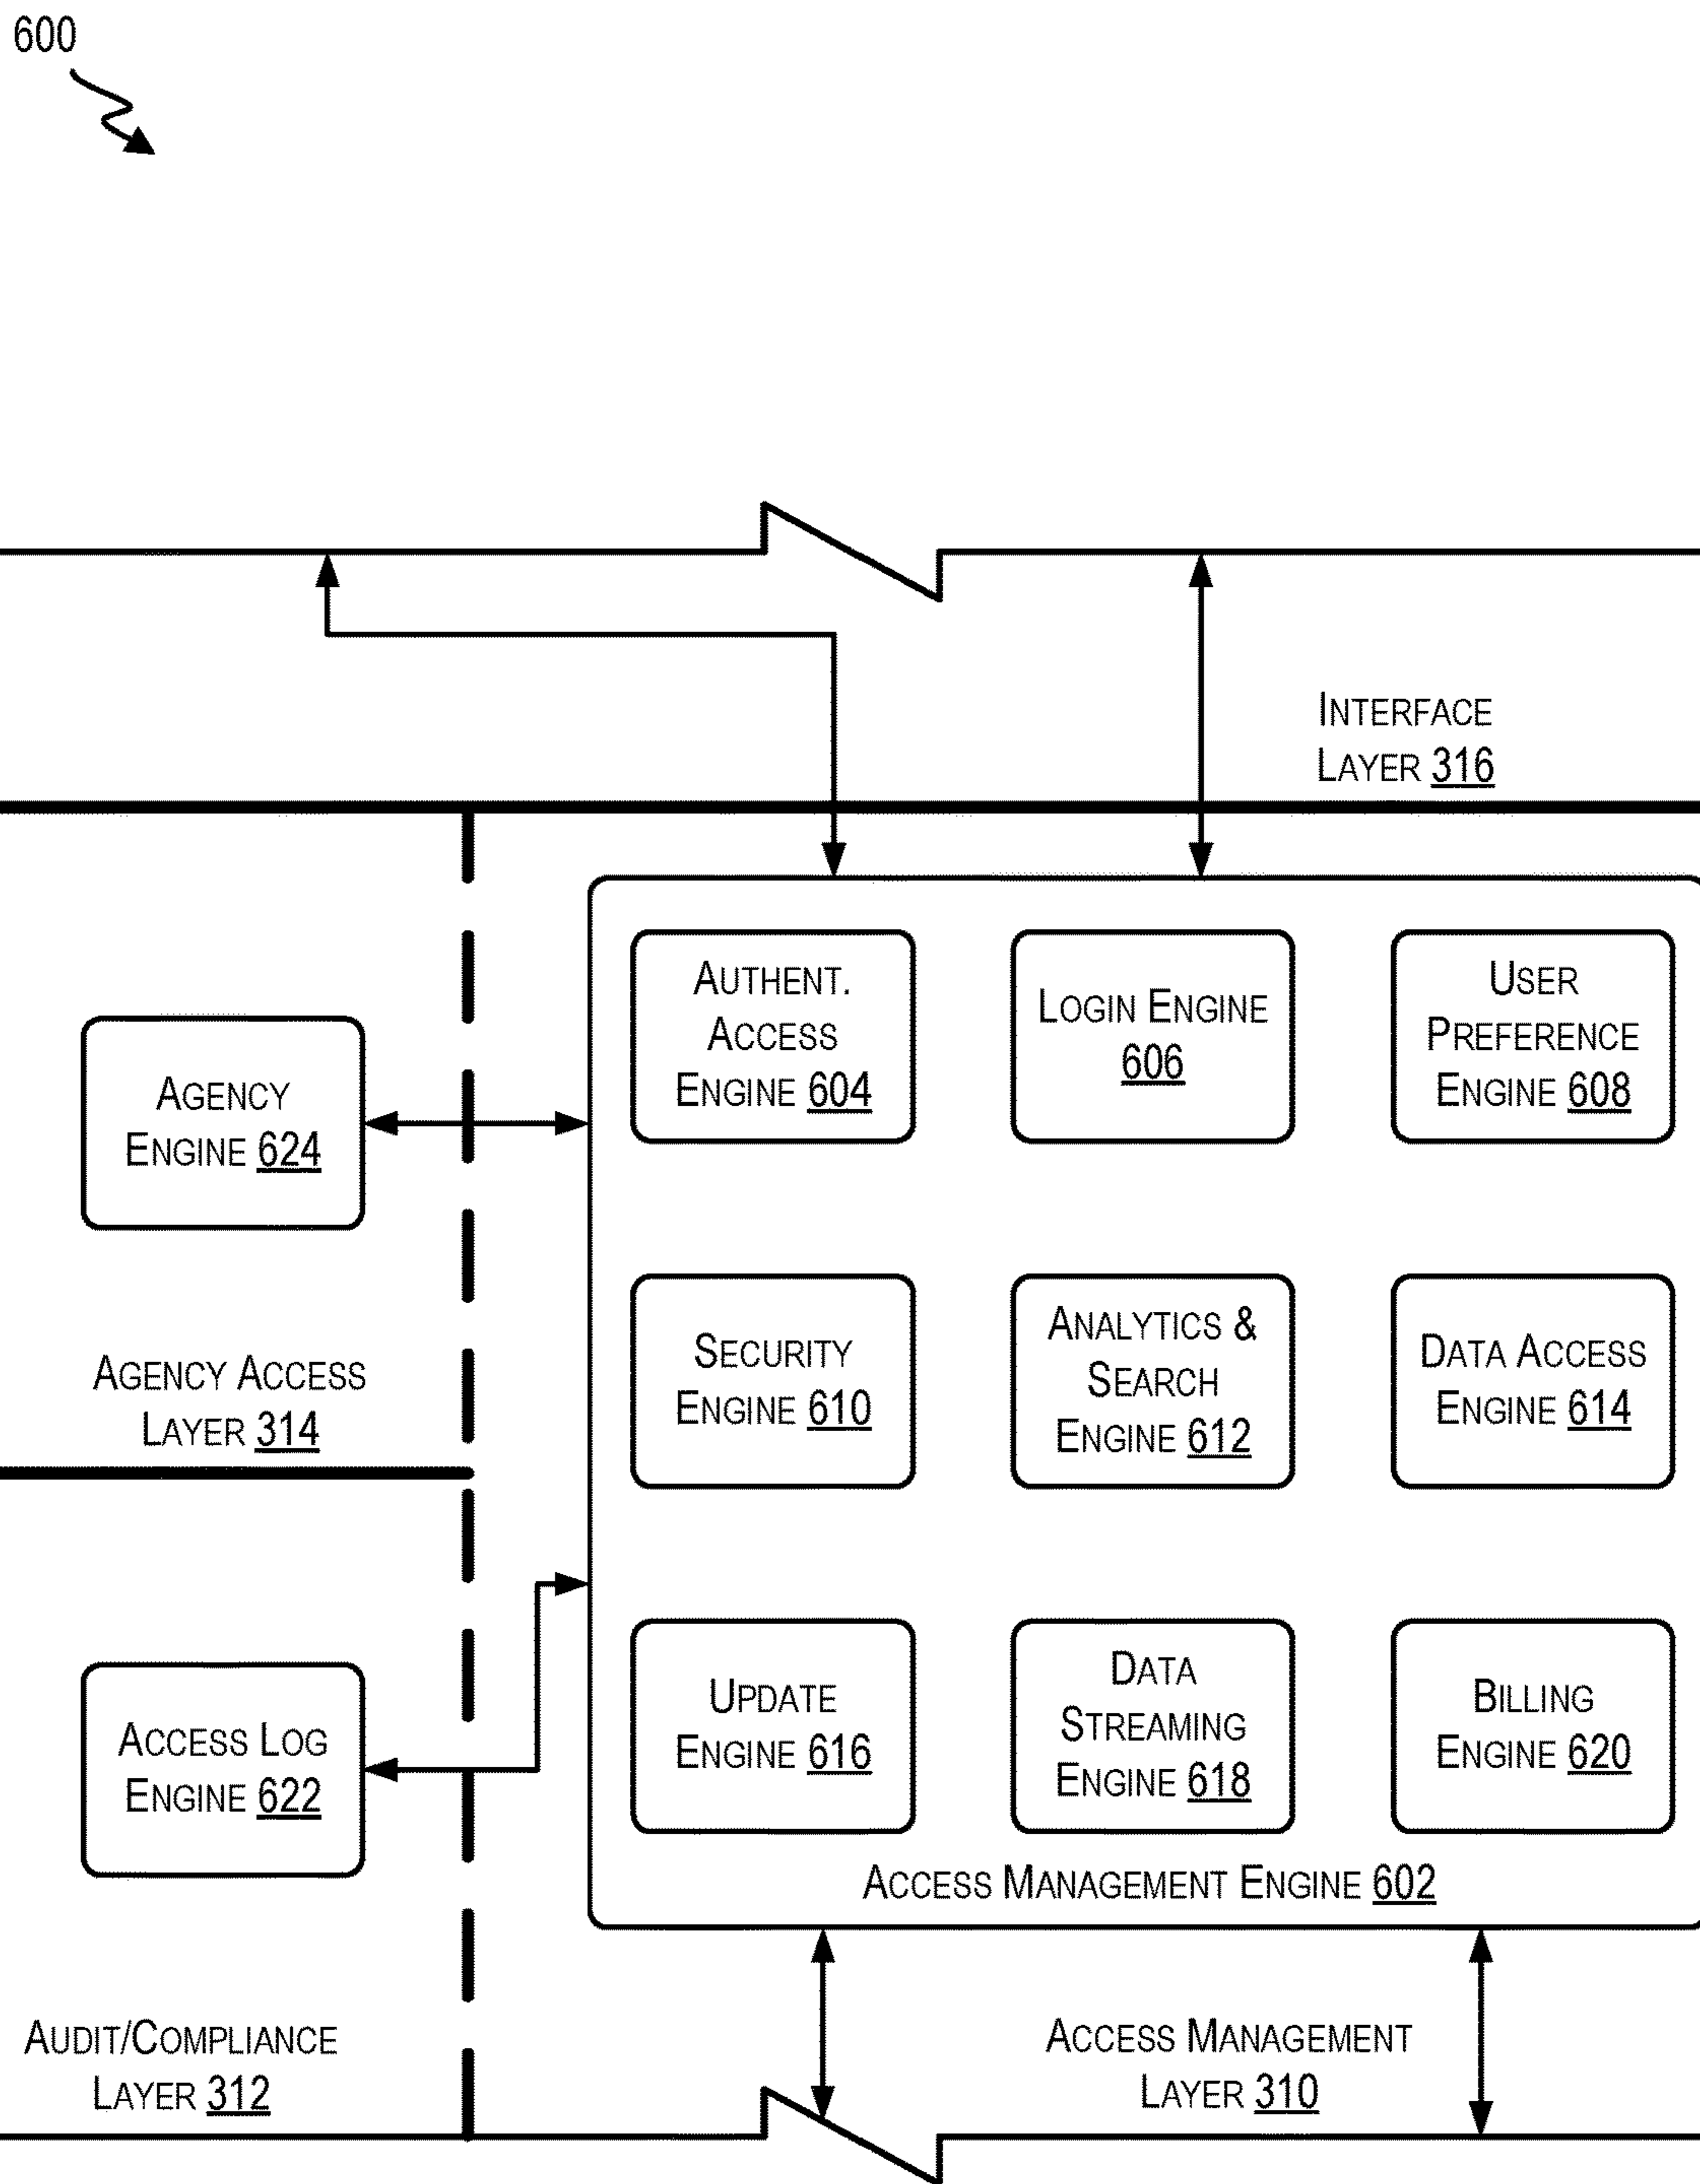 600
INTERFACE
LAYER 316
AUTHENT.
ACCESS
ENGINE 604
LOGIN ENGINE
606
USER
PREFERENCE
ENGINE 608
AGENCY
ENGINE 624
SECURITY
ENGINE 610
ANALYTICS &
SEARCH
ENGINE 612
DATA ACCESS
ENGINE 614
AGENCY ACCESS
LAYER 314
UPDATE
ENGINE 616
DATA
STREAMING
ENGINE 618
BILLING
ENGINE 620
ACCESS LOG
ENGINE 622
ACCESS MANAGEMENT ENGINE 602
AUDIT/COMPLIANCE
LAYER 312
ACCESS MANAGEMENT
LAYER 310